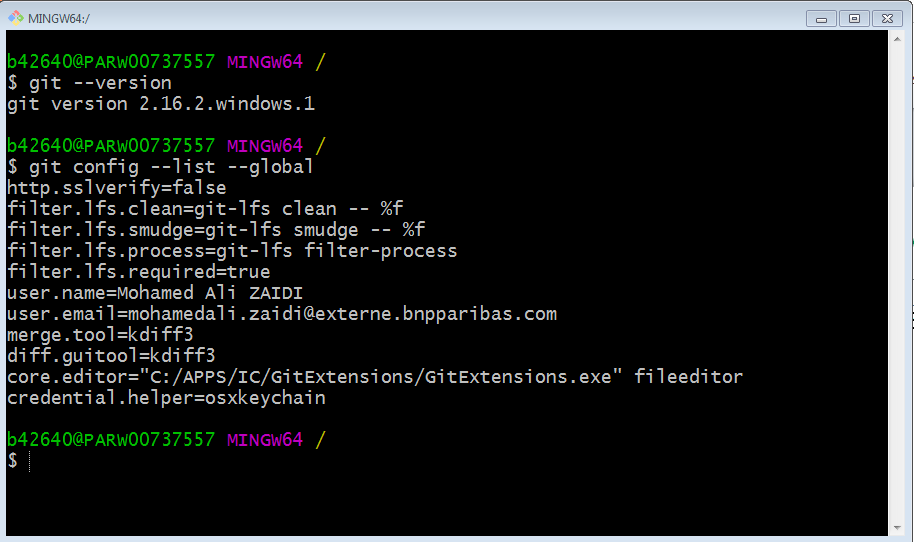 MINGW64:/
b42640@PARW00737557 MINGW64 /
$ git --version
git version 2.16.2.windows.1
b42640@PARW00737557 MINGW64 /
$ git config --list --global
http.sslverify=false
filter.lfs.clean=git-lfs clean -- %f
filter.lfs.smudge=git-lfs smudge -- %f
filter.lfs.process=git-lfs filter-process
filter.lfs.required=true
user.name=Mohamed Ali ZAIDI
user.email=mohamedali.zaidi@externe.bnpparibas.com
merge.tool=kdiff3
diff.guitool=kdiff3
core.editor="C:/APPS/IC/GitExtensions/GitExtensions.exe" fileeditor
credential.helper=osxkeychain
b42640@PARW00737557 MINGW64 /
$